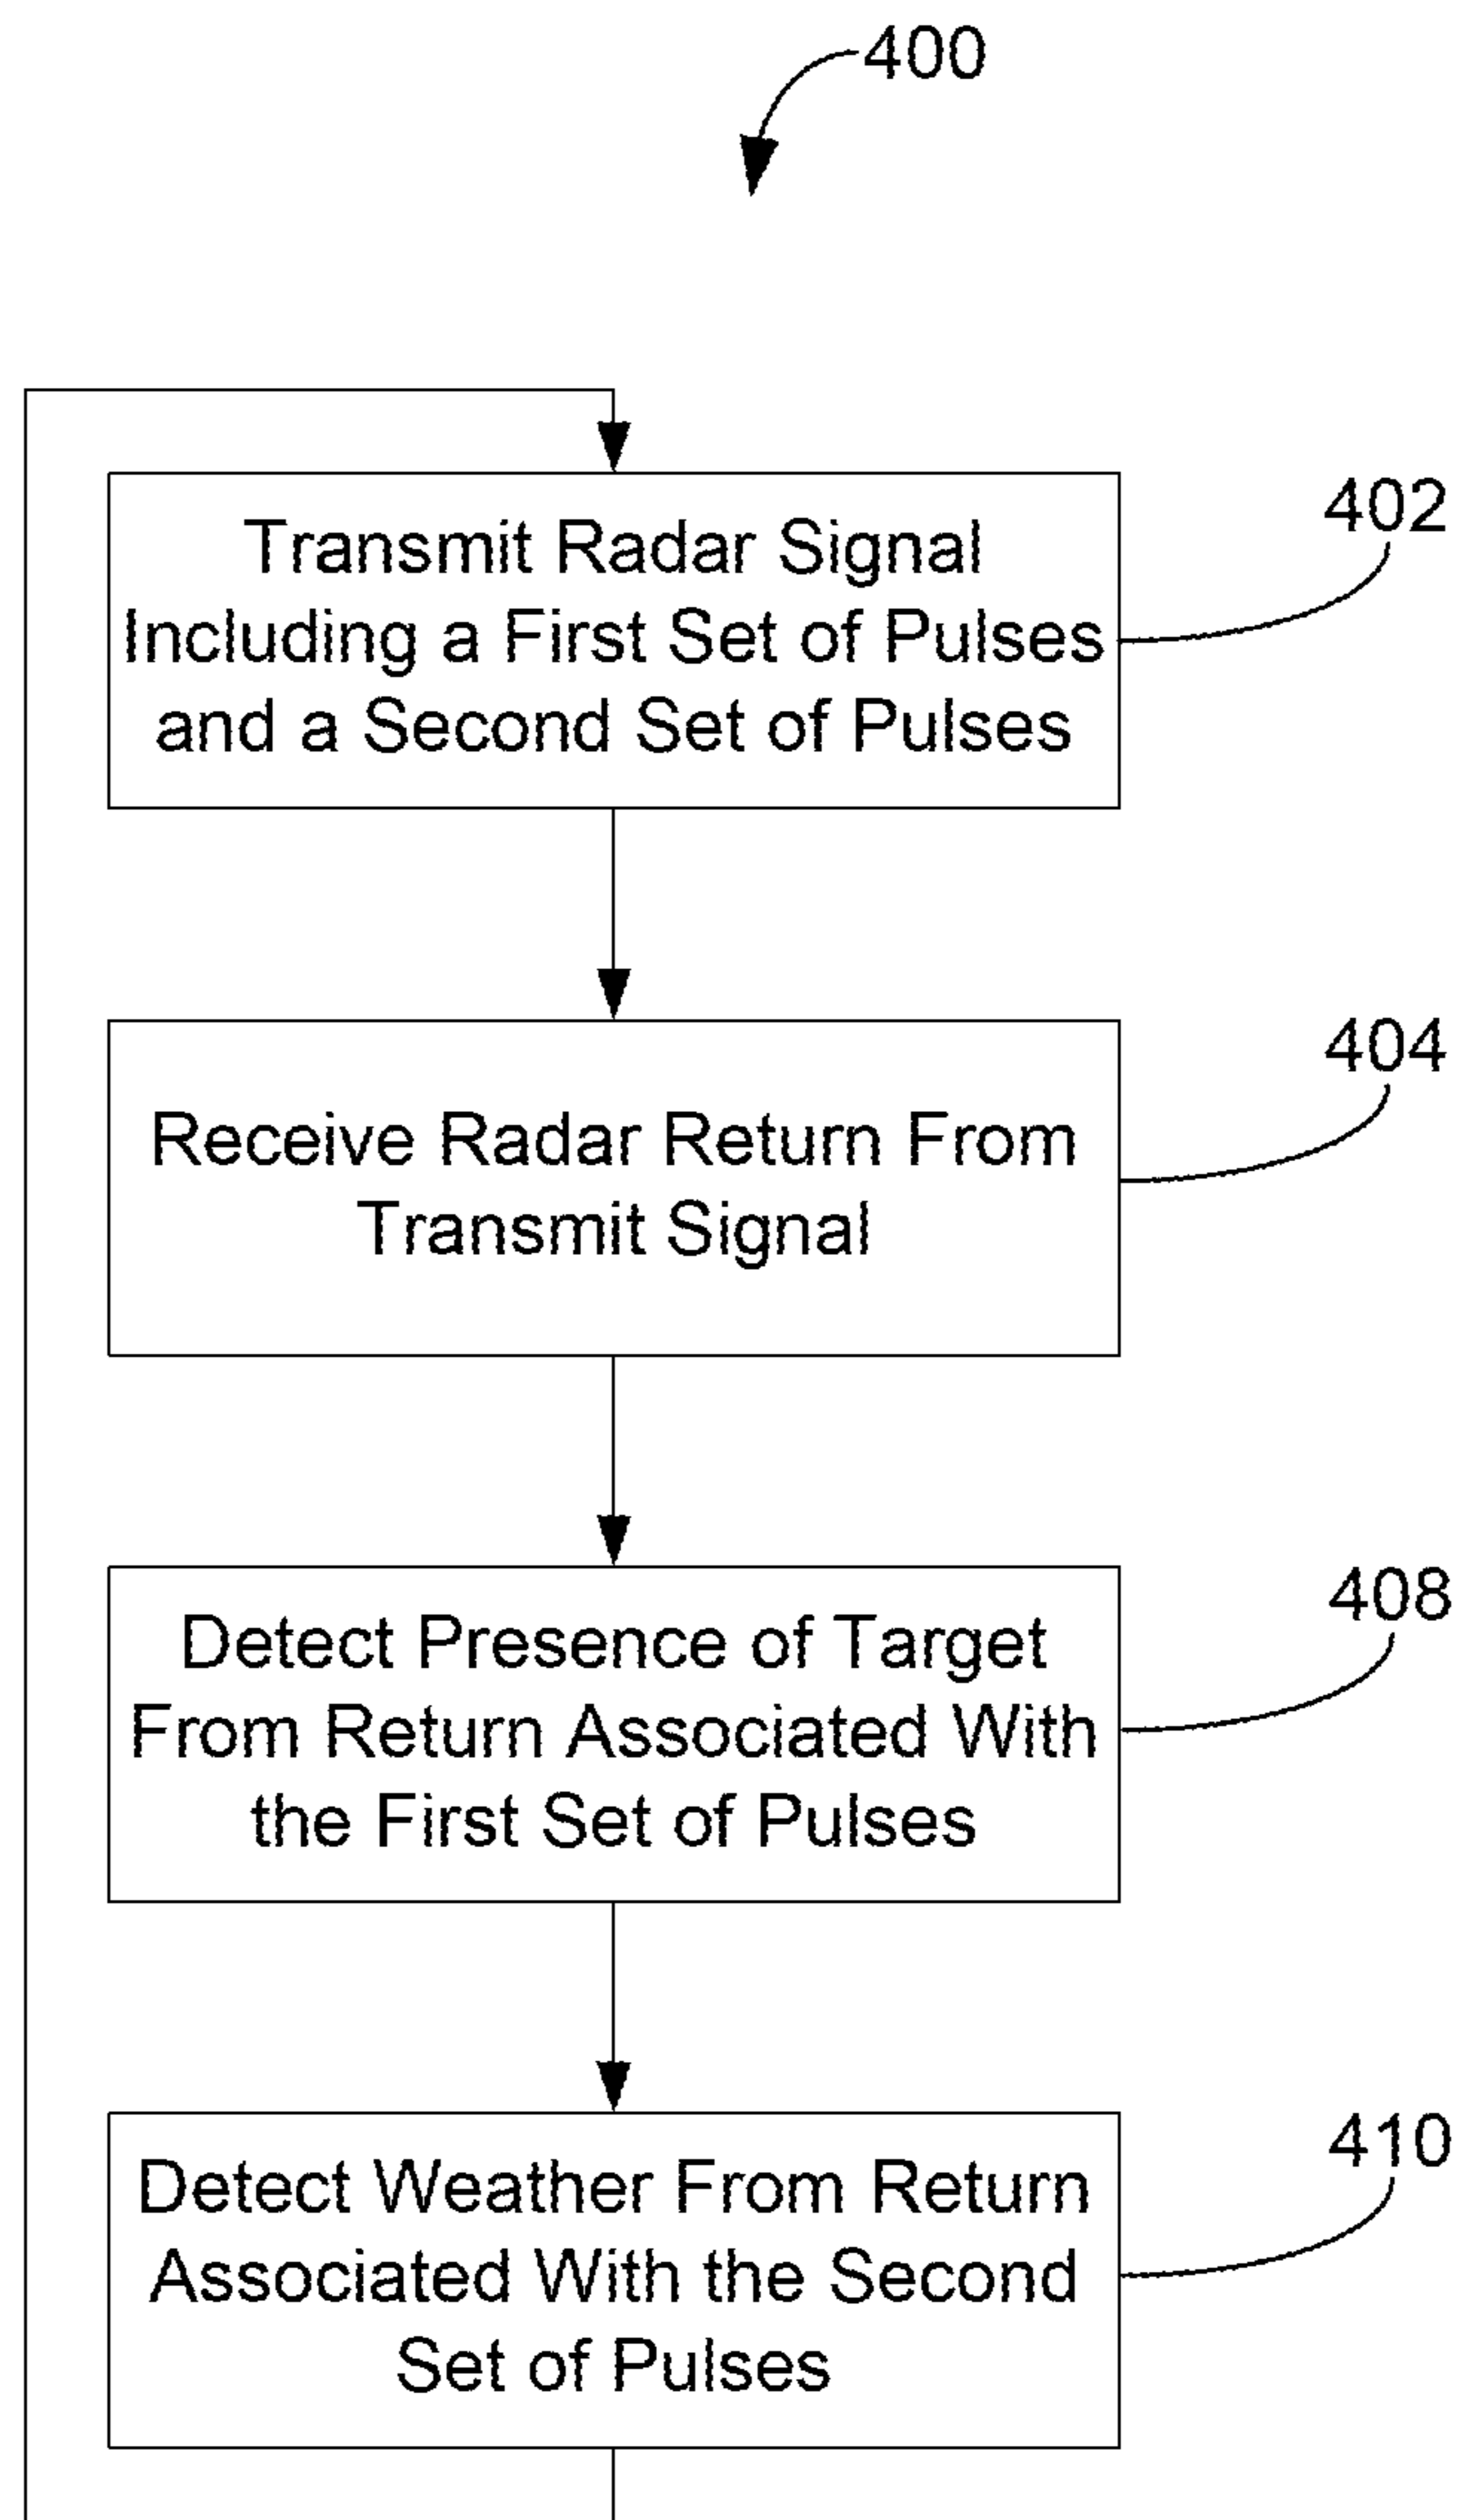 400
Transmit Radar Signal
Including a First Set of Pulses
and a Second Set of Pulses
402
Receive Radar Return From
Transmit Signal
404
Detect Presence of Target
From Return Associated With
the First Set of Pulses
408
Detect Weather From Return
Associated With the Second
Set of Pulses
410